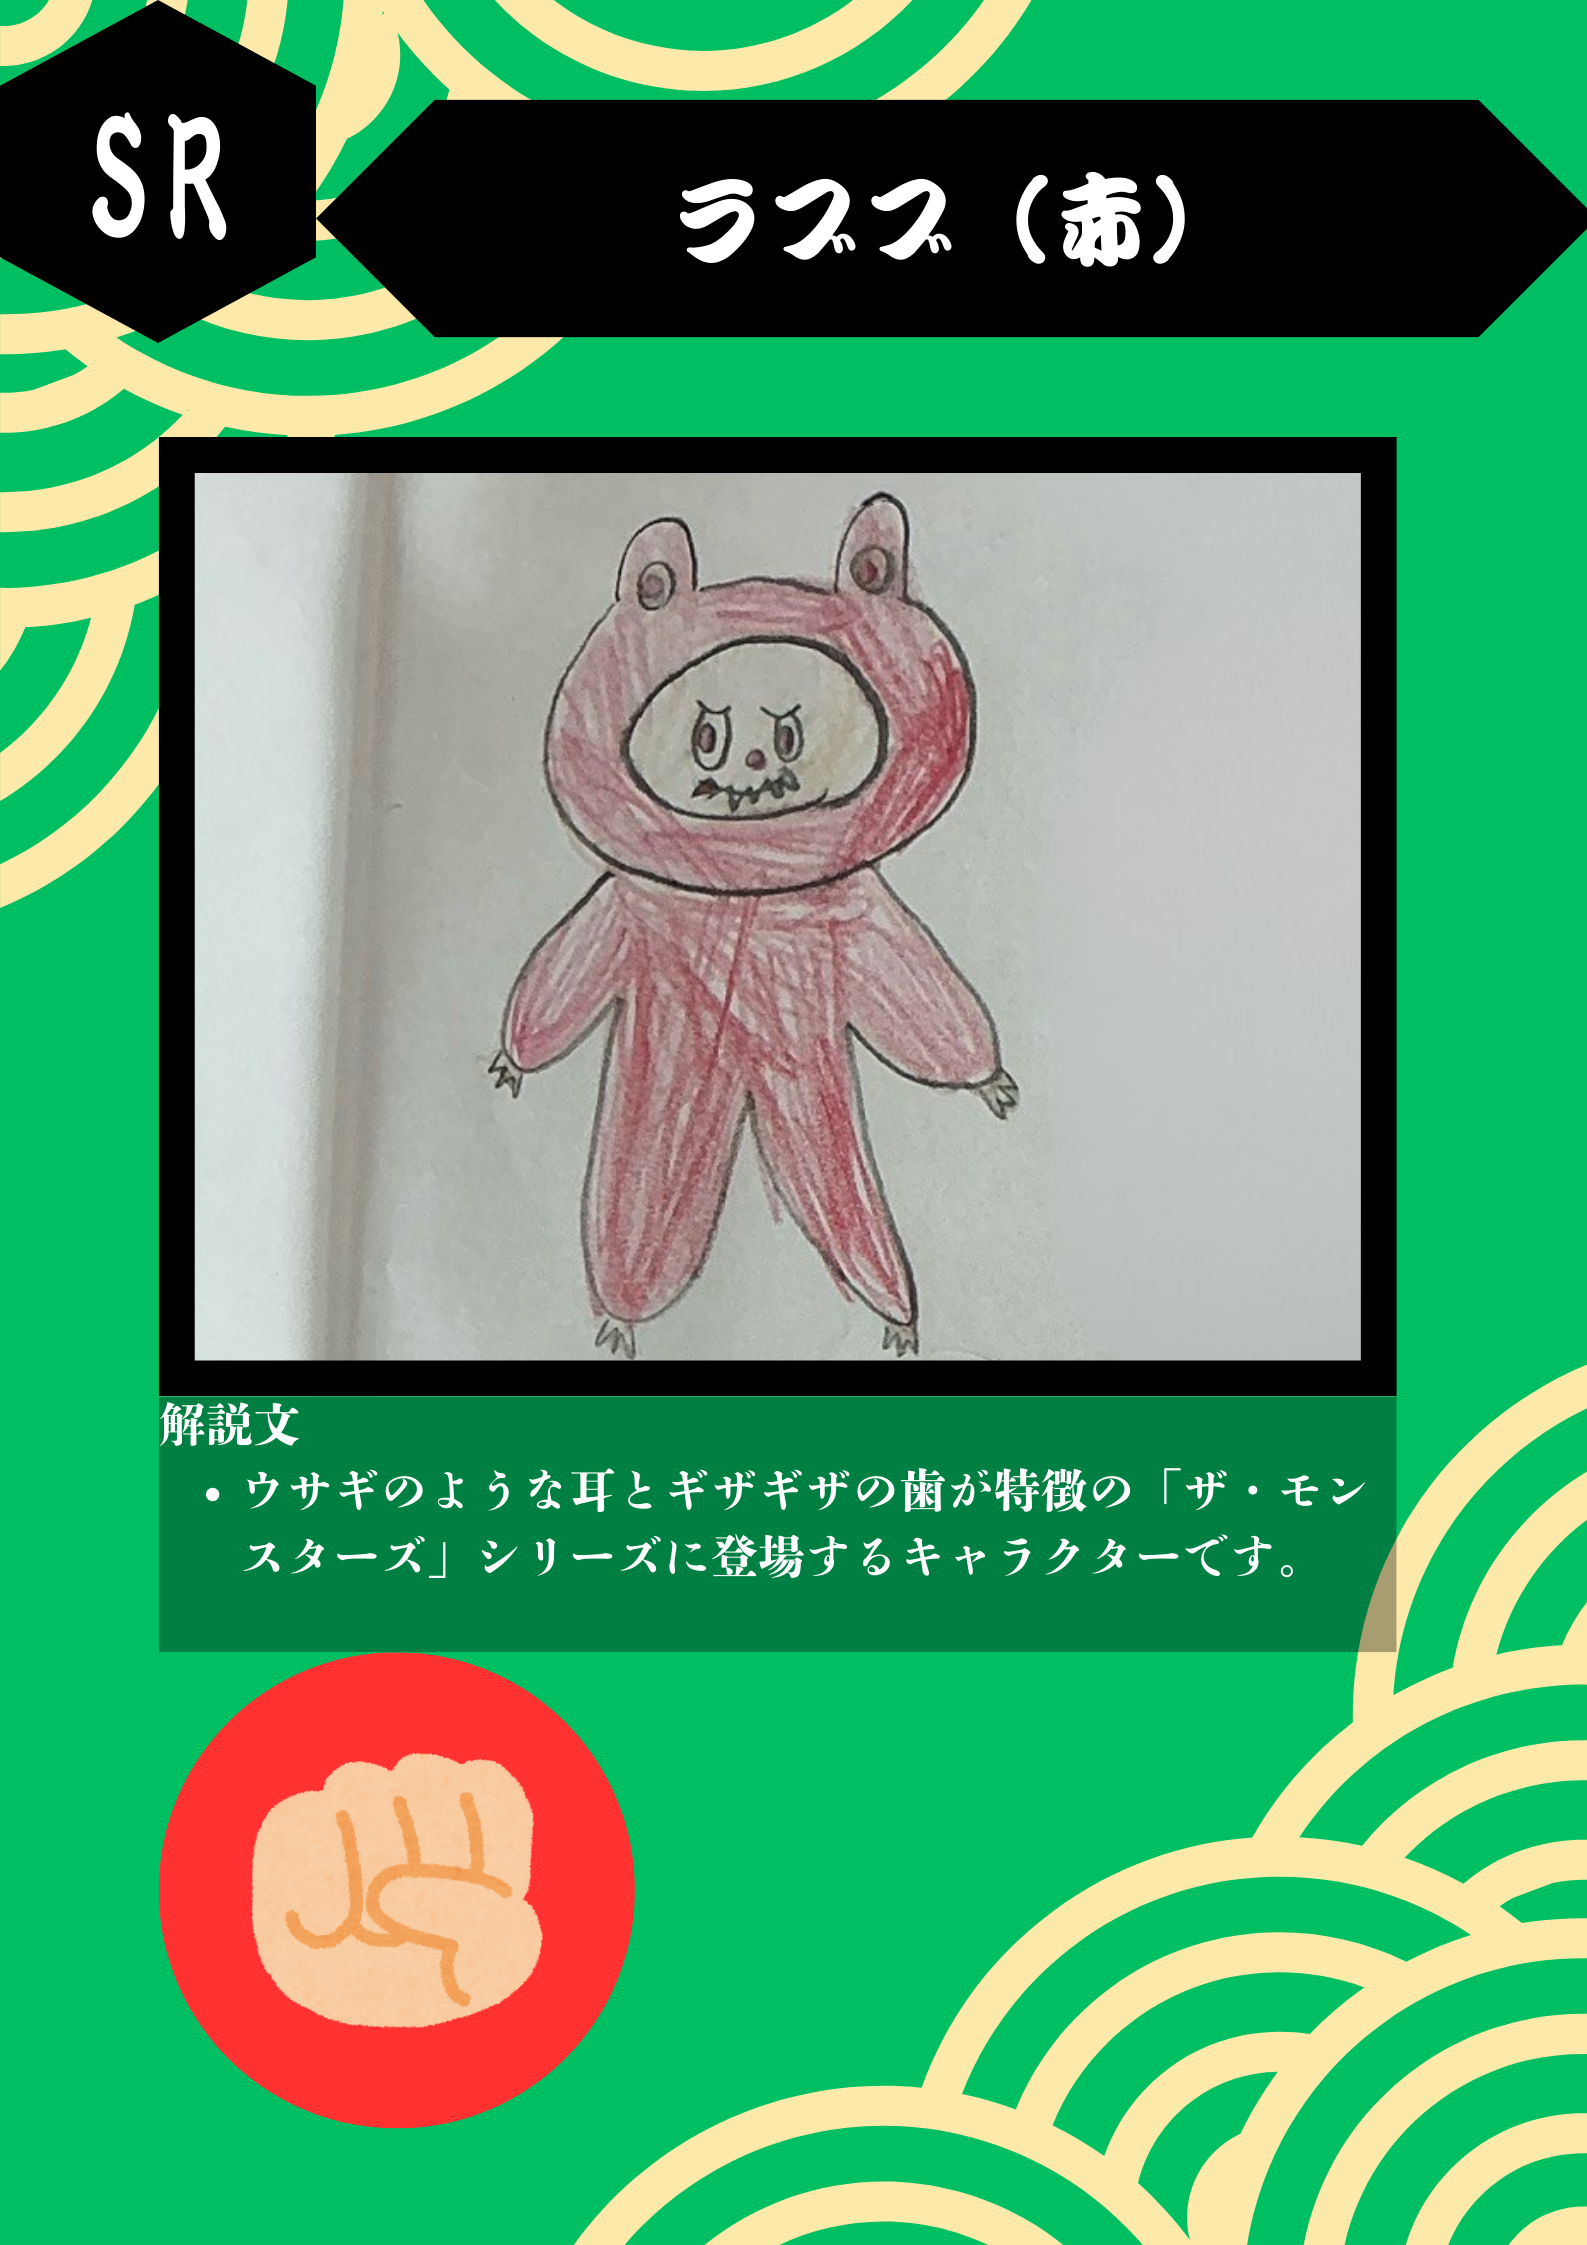 SR
ラブブ（赤）
解説文
• ウサギのような耳とギザギザの歯が特徴の「ザ・モン
スターズ」シリーズに登場するキャラクターです。